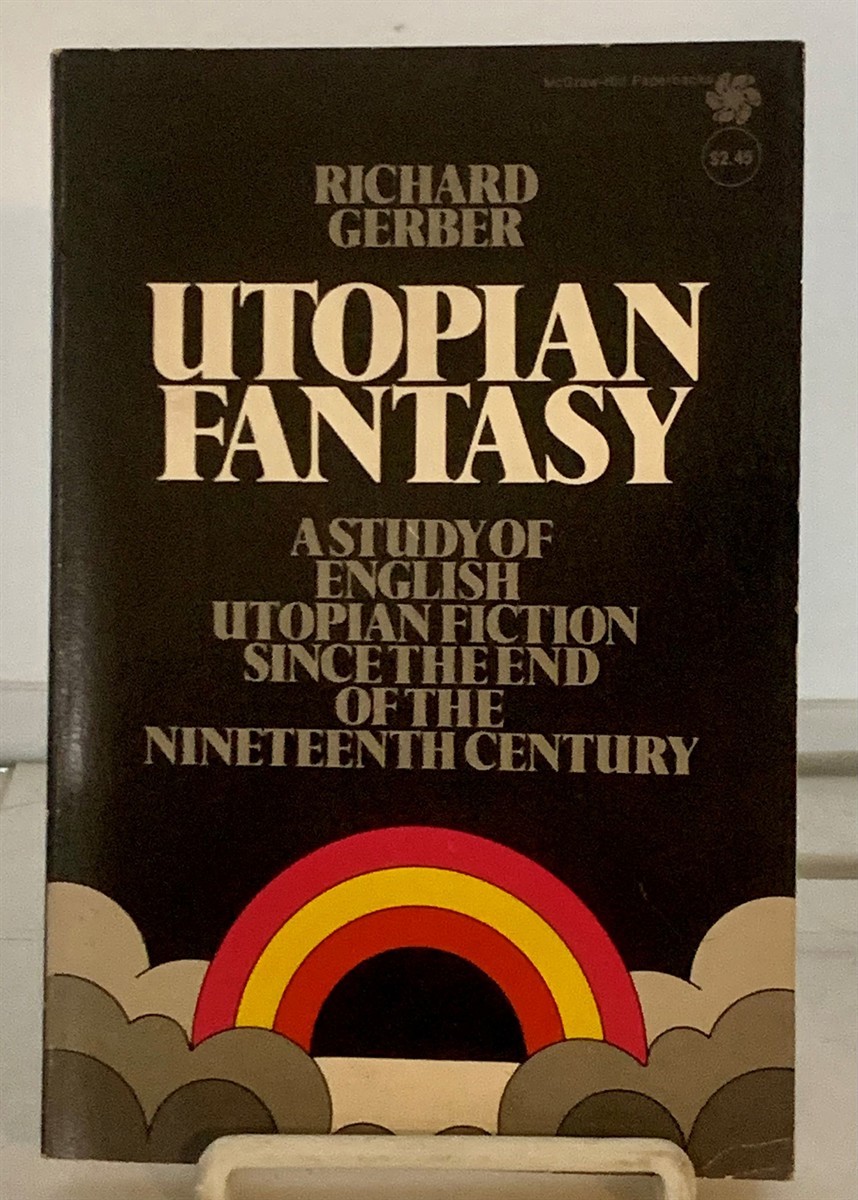 McGraw-Hill Paperbacks
$2.45
RICHARD
GERBER
UTOPIAN
FANTASY
A STUDY OF
ENGLISH
UTOPIAN FICTION
SINCE THE END
OF THE
NINETEENTH CENTURY